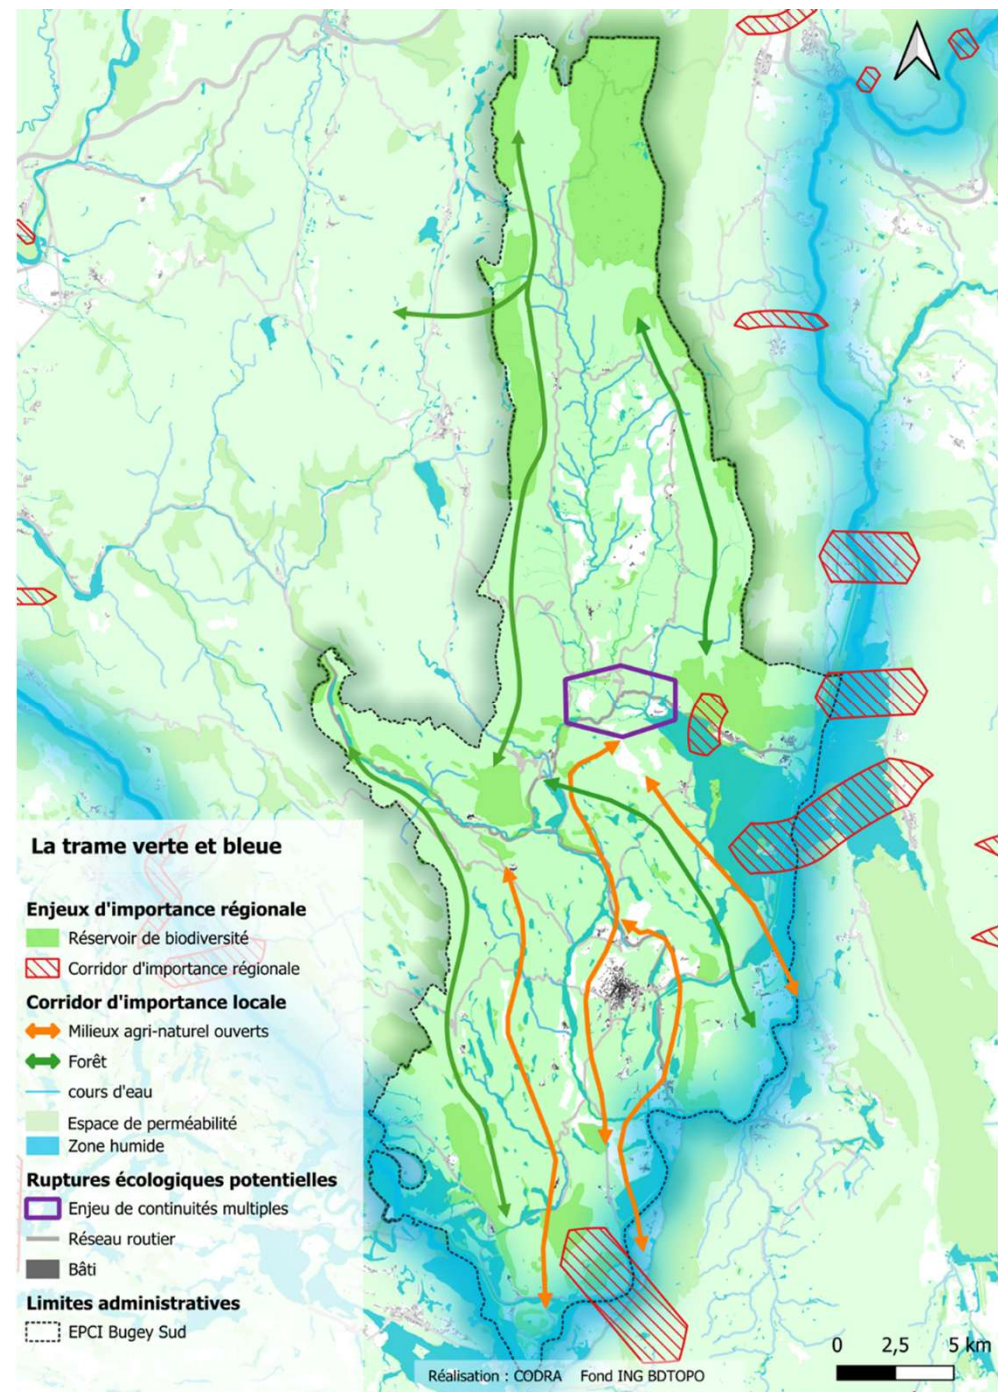 La trame verte et bleue
Enjeux d'importance régionale
Réservoir de biodiversité
Corridor d'importance régionale
Corridor d'importance locale
Milieux agri-naturel ouverts
Forêt
cours d'eau
Espace de perméabilité
Zone humide
Ruptures écologiques potentielles
Enjeu de continuités multiples
Réseau routier
Bâti
Limites administratives
EPCI Bugey Sud
0 2,5 5 km
Réalisation : CODRA Fond ING BDTOPO